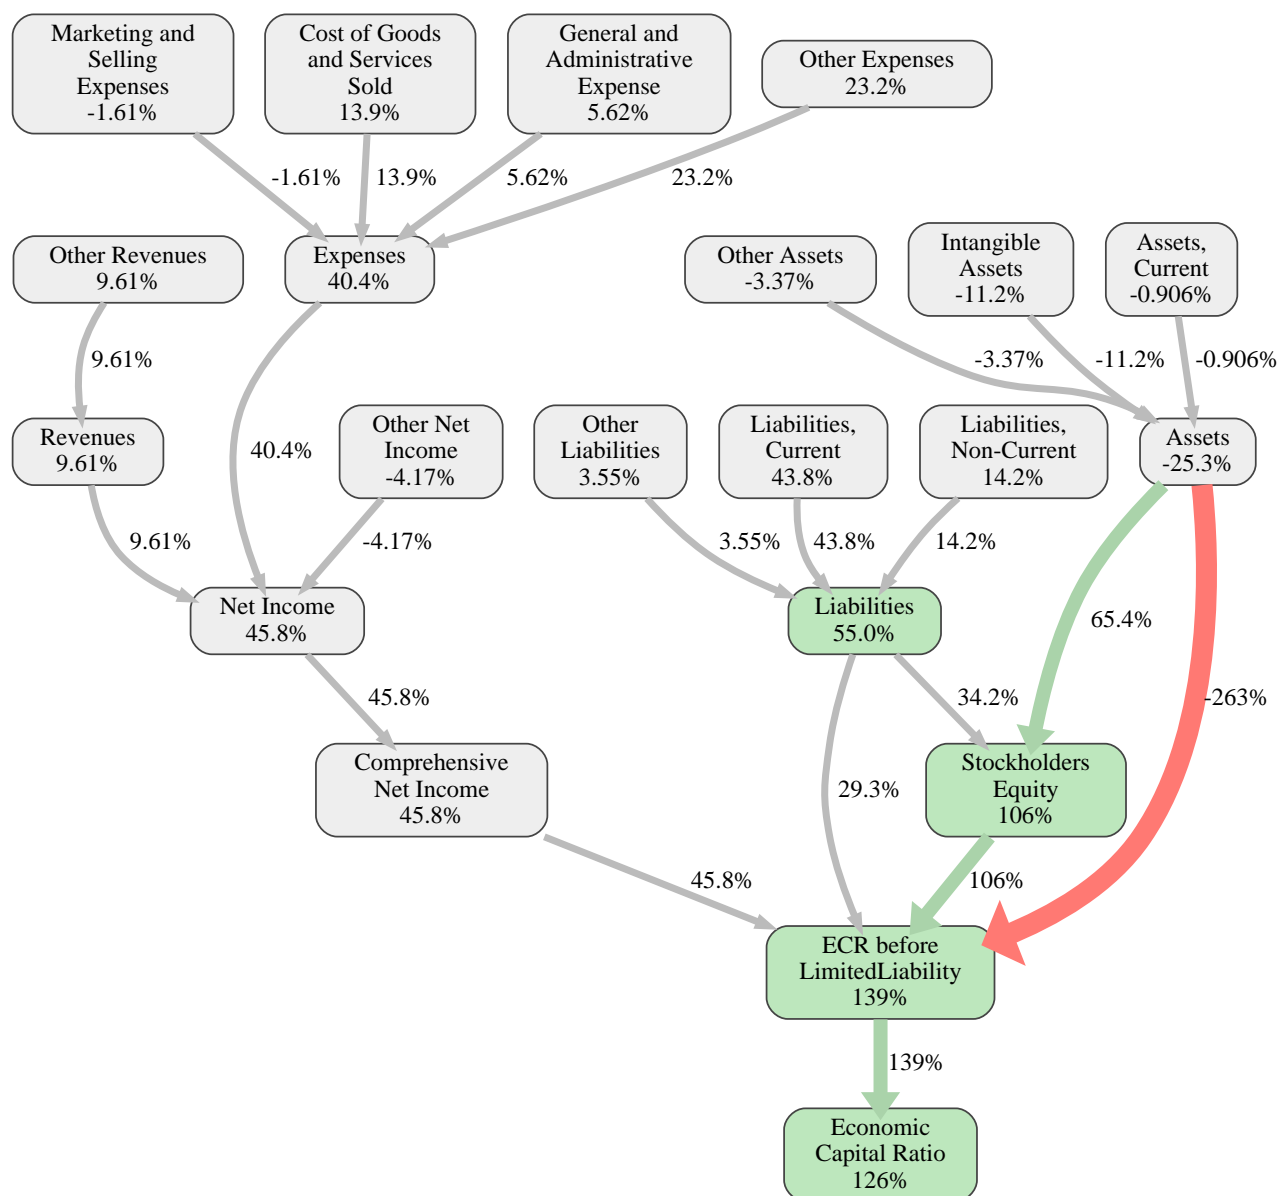 Marketing and
Selling
Expenses
-1.61%
Cost of Goods
and Services
Sold
13.9%
General and
Administrative
Expense
5.62%
Other Expenses
23.2%
-1.61%
13.9%
5.62%
23.2%
Other Revenues
9.61%
Expenses
40.4%
Other Assets
-3.37%
Intangible
Assets
-11.2%
Assets,
Current
-0.906%
9.61%
-3.37%
-11.2%
-0.906%
Revenues
9.61%
40.4%
Other Net
Income
-4.17%
Other
Liabilities
3.55%
Liabilities,
Current
43.8%
Liabilities,
Non-Current
14.2%
Assets
-25.3%
9.61%
-4.17%
3.55%
43.8%
14.2%
Net Income
45.8%
Liabilities
55.0%
65.4%
45.8%
34.2%
-263%
Comprehensive
Net Income
45.8%
29.3%
Stockholders
Equity
106%
45.8%
106%
ECR before
LimitedLiability
139%
139%
Economic
Capital Ratio
126%